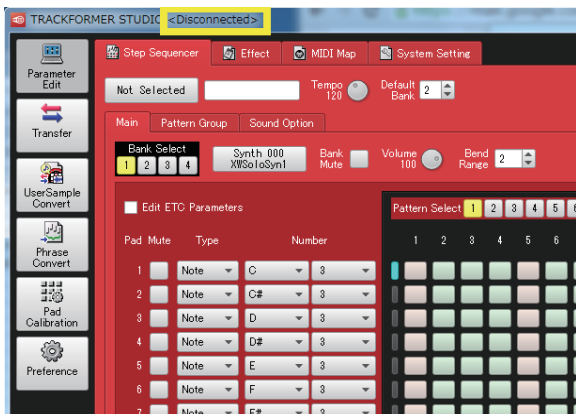 TRACKFORMER STUDIO <Disconnected>
Parameter
Edit
Transfer
UserSample
Convert
Phrase
Convert
Pad
Calibration
Preference
Step Sequencer Effect MIDI Map System Setting
Not Selected Tempo 120 Default Bank 2
Main Pattern Group Sound Option
Bank Select
1 2 3 4
Synth 000
XWSoloSyn1
Bank
Mute
Volume
100
Bend
Range 2
Edit ETC Parameters
Pattern Select 1 2 3 4 5 6
Pad Mute Type Number 1 2 3 4 5 6
1 Note C 3
2 Note C# 3
3 Note D 3
4 Note D# 3
5 Note E 3
6 Note F 3
7 Note F# 3